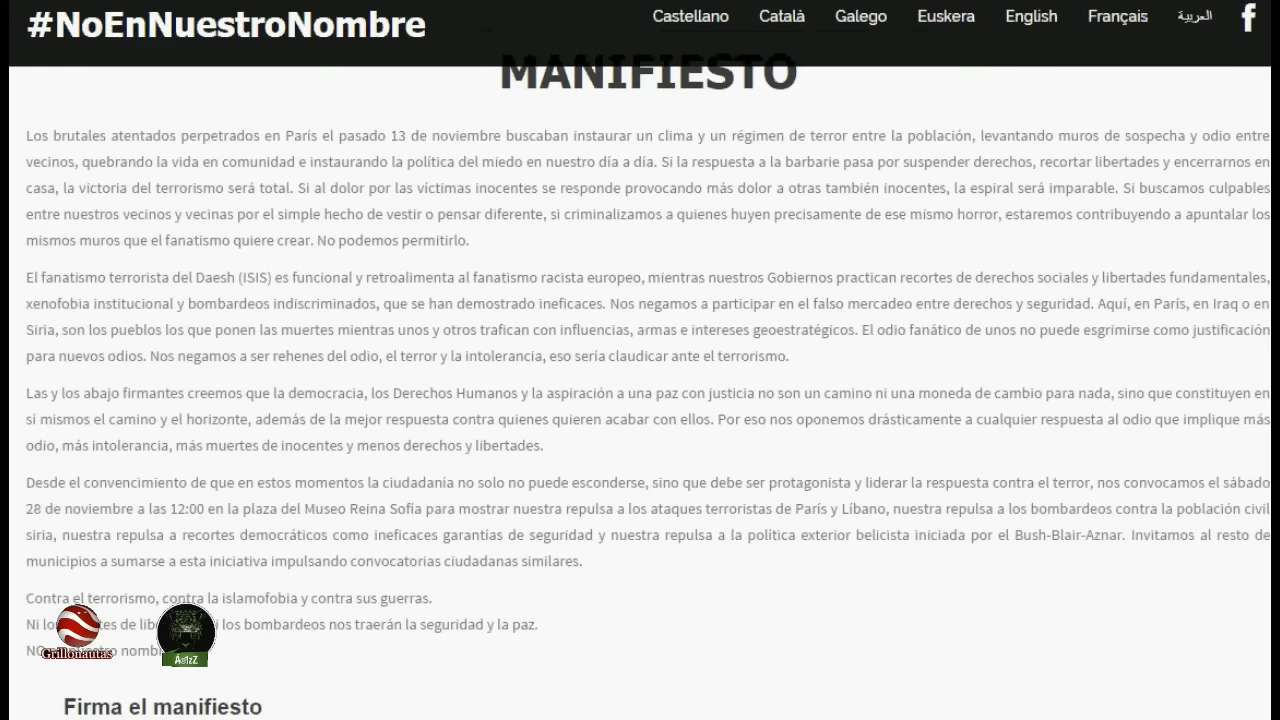 #NoEnNuestroNombre
Castellano Català Galego Euskera English Français العربية
MANIFIESTO
Los brutales atentados perpetrados en París el pasado 13 de noviembre buscaban instaurar un clima y un régimen de terror entre la población, levantando muros de sospecha y odio entre
vecinos, quebrando la vida en comunidad e instaurando la política del miedo en nuestro día a día. Si la respuesta a la barbarie pasa por suspender derechos, recortar libertades y encerrarnos en
casa, la victoria del terrorismo será total. Si al dolor por las víctimas inocentes se responde provocando más dolor a otras también inocentes, la espiral será imparable. Si buscamos culpables
entre nuestros vecinos y vecinas por el simple hecho de vestir o pensar diferente, si criminalizamos a quienes huyen precisamente de ese mismo horror, estaremos contribuyendo a apuntalar los
mismos muros que el fanatismo quiere crear. No podemos permitirlo.
El fanatismo terrorista del Daesh (ISIS) es funcional y retroalimenta al fanatismo racista europeo, mientras nuestros Gobiernos practican recortes de derechos sociales y libertades fundamentales,
xenofobia institucional y bombardeos indiscriminados, que se han demostrado ineficaces. Nos negamos a participar en el falso mercadeo entre derechos y seguridad. Aquí, en París, en Iraq o en
Siria, son los pueblos los que ponen las muertes mientras unos y otros trafican con influencias, armas e intereses geoestratégicos. El odio fanático de unos no puede esgrimirse como justificación
para nuevos odios. Nos negamos a ser rehenes del odio, el terror y la intolerancia, eso sería claudicar ante el terrorismo.
Las y los abajo firmantes creemos que la democracia, los Derechos Humanos y la aspiración a una paz con justicia no son un camino ni una moneda de cambio para nada, sino que constituyen en
sí mismos el camino y el horizonte, además de la mejor respuesta contra quienes quieren acabar con ellos. Por eso nos oponemos drásticamente a cualquier respuesta al odio que implique más
odio, más intolerancia, más muertes de inocentes y menos derechos y libertades.
Desde el convencimiento de que en estos momentos la ciudadanía no solo no puede esconderse, sino que debe ser protagonista y liderar la respuesta contra el terror, nos convocamos el sábado
28 de noviembre a las 12:00 en la plaza del Museo Reina Sofía para mostrar nuestra repulsa a los ataques terroristas de París y Líbano, nuestra repulsa a los bombardeos contra la población civil
siria, nuestra repulsa a recortes democráticos como ineficaces garantías de seguridad y nuestra repulsa a la política exterior belicista iniciada por el Bush-Blair-Aznar. Invitamos al resto de
municipios a sumarse a esta iniciativa impulsando convocatorias ciudadanas similares.
Contra el terrorismo, contra la islamofobia y contra sus guerras.
Ni los bombardeos nos traerán la seguridad y la paz.
Grillonautas
Firma el manifiesto